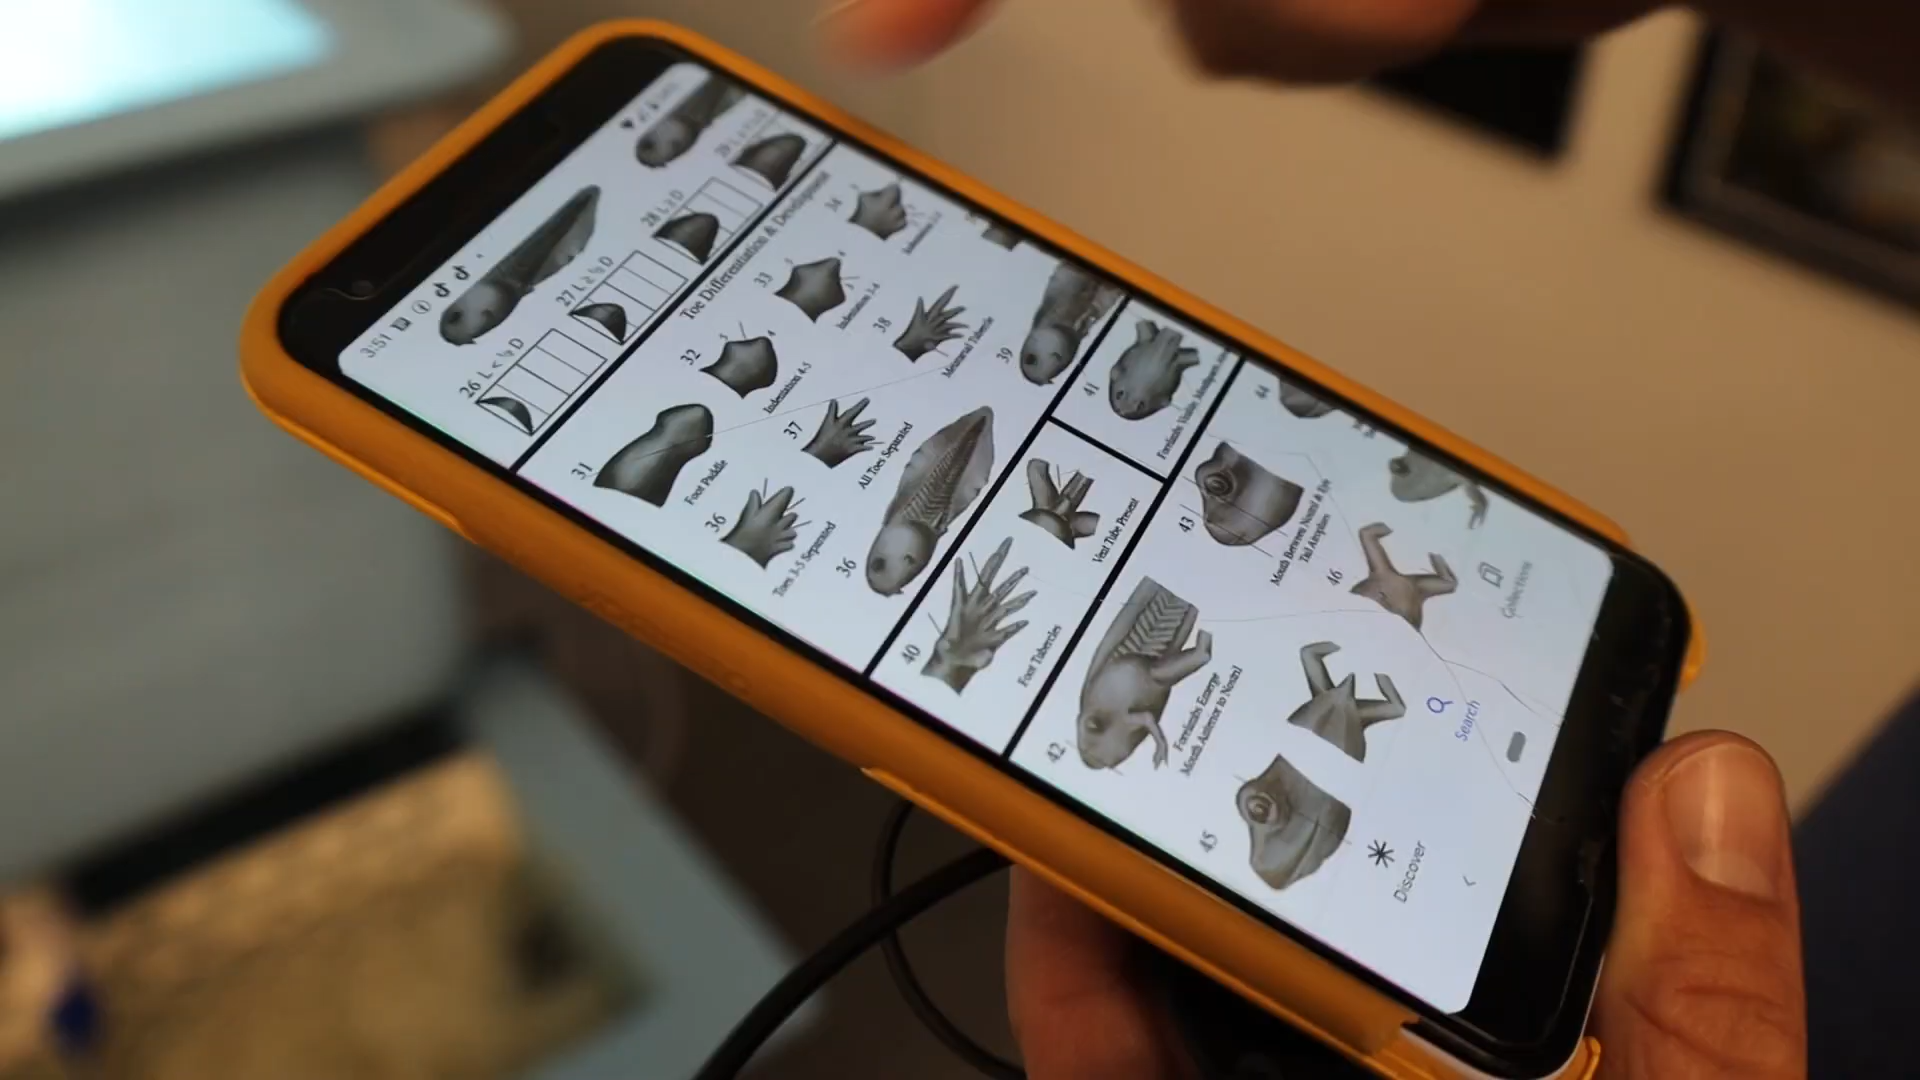 3:51
26 L < ½ D
27 L ≥ ½ D
28 L ≥ D
Toe Differentiation & Development
31
Foot Paddle
32
Indentation 4-5
33
Indentations 3-4
34
36
Toes 3-5 Separated
37
All Toes Separated
38
Metatarsal Tubercle
36
39
40
Foot Tubercles
Vent Tube Present
41
Forelimbs Visible,
42
Forelimbs Emerge
Mouth Anterior to Nostril
43
Mouth Between Nostril & Eye
Tail Atrophies
44
45
46
Discover
Search
Collections